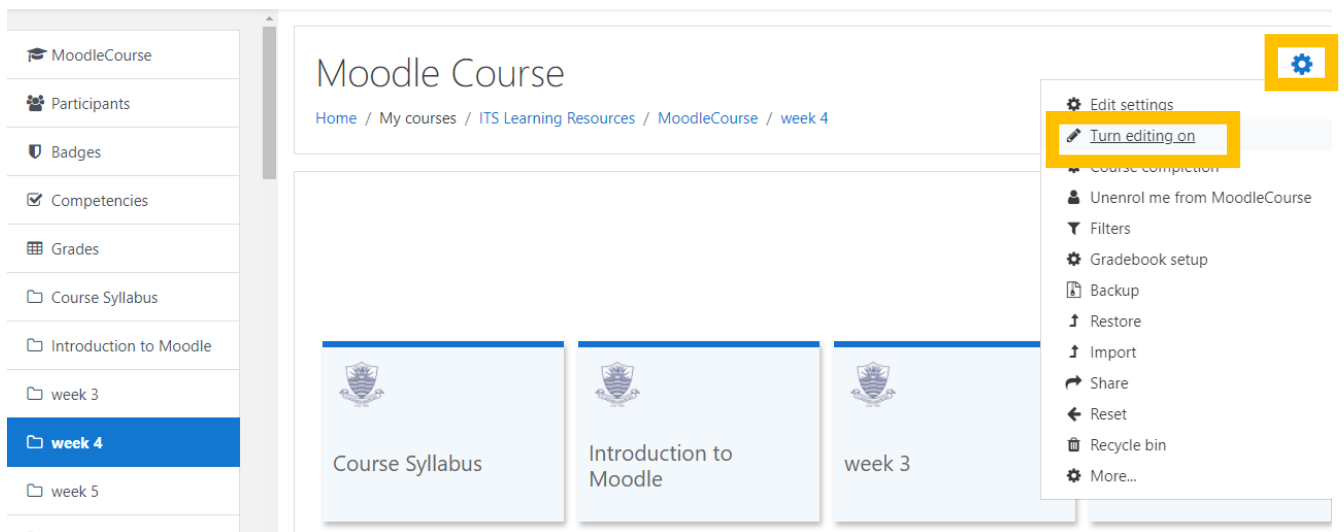 MoodleCourse
Participants
Badges
Competencies
Grades
Course Syllabus
Introduction to Moodle
week 3
week 4
week 5
Moodle Course
Home / My courses / ITS Learning Resources / MoodleCourse / week 4
Edit settings
Turn editing on
Course completion
Unenrol me from MoodleCourse
Filters
Gradebook setup
Backup
Restore
Import
Share
Reset
Recycle bin
More...
Course Syllabus
Introduction to
Moodle
week 3